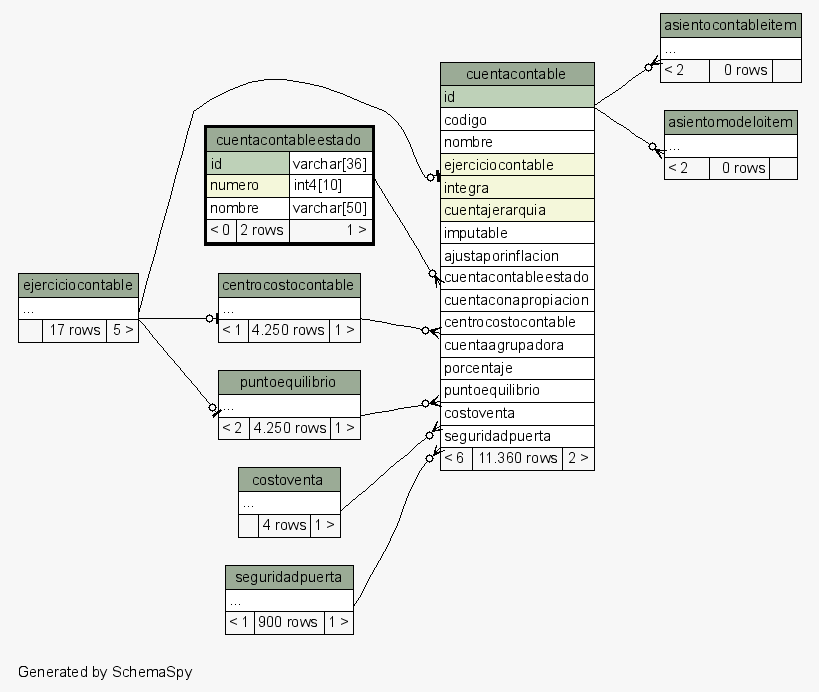 asientocontableitem
...
< 2 0 rows
asientomodeloitem
...
< 2 0 rows
cuentacontable
id
codigo
nombre
ejerciciocontable
integra
cuentajerarquia
imputable
ajustaporinflacion
cuentacontableestado
cuentaconapropiacion
centrocostocontable
cuentaagrupadora
porcentaje
puntoequilibrio
costoventa
seguridadpuerta
< 6 11.360 rows 2 >
cuentacontableestado
id varchar[36]
numero int4[10]
nombre varchar[50]
< 0 2 rows 1 >
ejerciciocontable
...
17 rows 5 >
centrocostocontable
...
< 1 4.250 rows 1 >
puntoequilibrio
...
< 2 4.250 rows 1 >
costoventa
...
4 rows 1 >
seguridadpuerta
...
< 1 900 rows 1 >
Generated by SchemaSpy